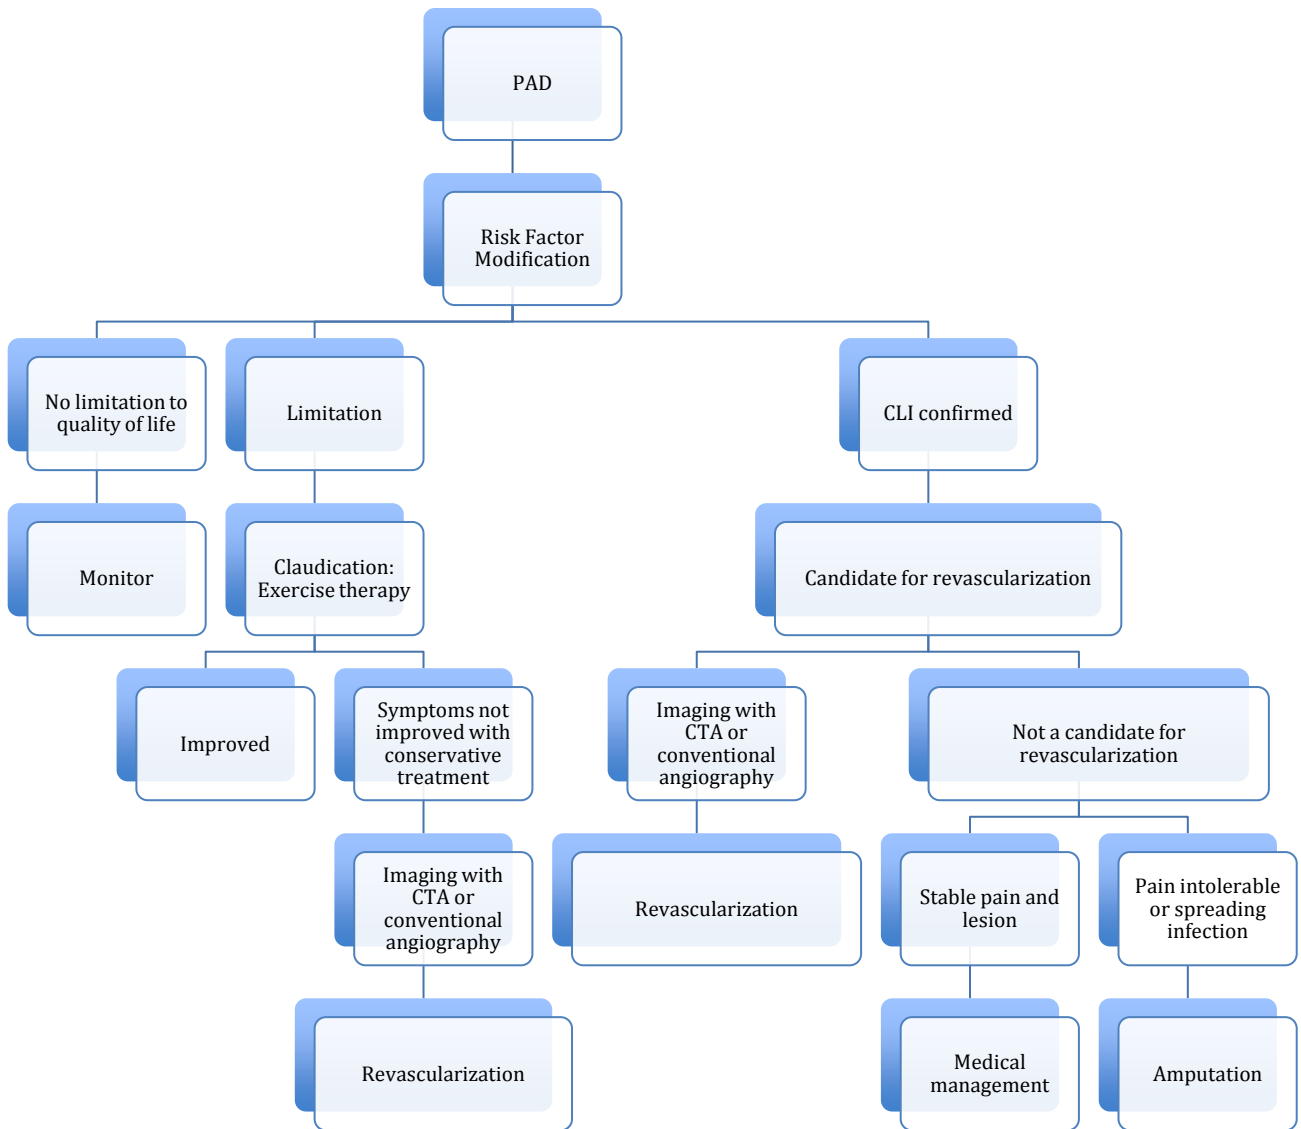 PAD
Risk Factor
Modification
No limitation to
quality of life
Limitation
CLI confirmed
Monitor
Claudication:
Exercise therapy
Candidate for revascularization
Improved
Symptoms not
improved with
conservative
treatment
Imaging with
CTA or
conventional
angiography
Not a candidate for
revascularization
Imaging with
CTA or
conventional
angiography
Revascularization
Stable pain and
lesion
Pain intolerable
or spreading
infection
Revascularization
Medical
management
Amputation